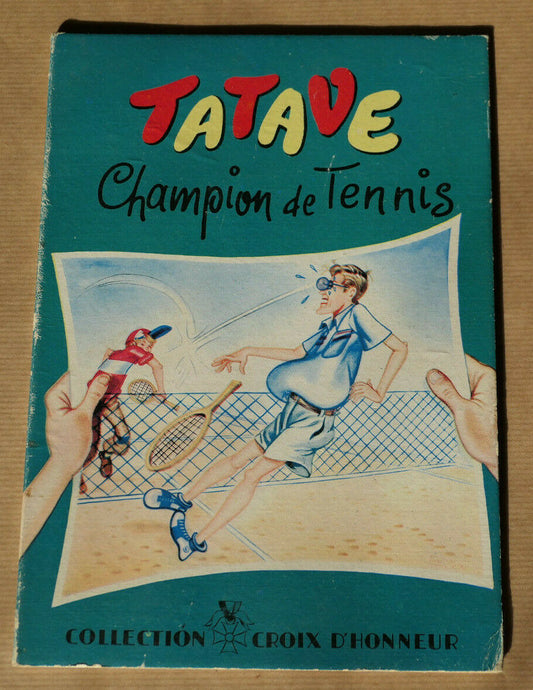 TATAVE
Champion de Tennis
COLLECTION CROIX D'HONNEUR